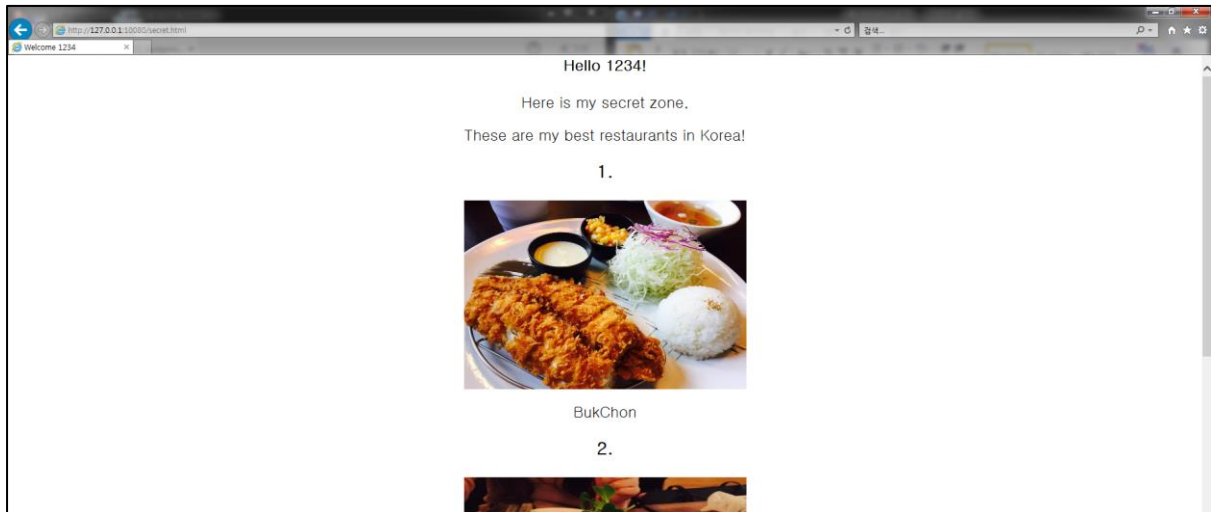 http://127.0.0.1:10080/secret.html
검색...
Welcome 1234
Hello 1234!
Here is my secret zone.
These are my best restaurants in Korea!
1.
BukChon
2.